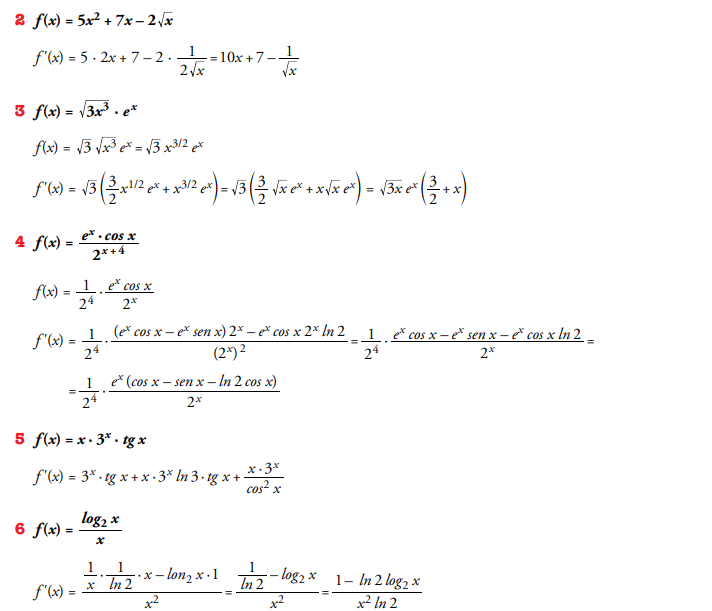 2 f(x) = 5x² + 7x – 2√x
f'(x) = 5 · 2x + 7 – 2 · 1/(2√x) = 10x + 7 – 1/√x
3 f(x) = √(3x³) · eˣ
f(x) = √3 √(x³) eˣ = √3 x^(3/2) eˣ
f'(x) = √3 (3/2 x^(1/2) eˣ + x^(3/2) eˣ) = √3 (3/2 √x eˣ + x√x eˣ) = √(3x) eˣ (3/2 + x)
4 f(x) = (eˣ · cos x)/(2^(x + 4))
f(x) = 1/2⁴ · (eˣ cos x)/2ˣ
f'(x) = 1/2⁴ · ((eˣ cos x – eˣ sen x) 2ˣ – eˣ cos x 2ˣ ln 2)/(2ˣ)² = 1/2⁴ · (eˣ cos x – eˣ sen x – eˣ cos x ln 2)/2ˣ =
= 1/2⁴ · (eˣ (cos x – sen x – ln 2 cos x))/2ˣ
5 f(x) = x · 3ˣ · tg x
f'(x) = 3ˣ · tg x + x · 3ˣ ln 3 · tg x + (x · 3ˣ)/(cos² x)
6 f(x) = (log₂ x)/x
f'(x) = (1/x · 1/(ln 2) · x – lon₂ x · 1)/x² = (1/(ln 2) – log₂ x)/x² = (1 – ln 2 log₂ x)/(x² ln 2)